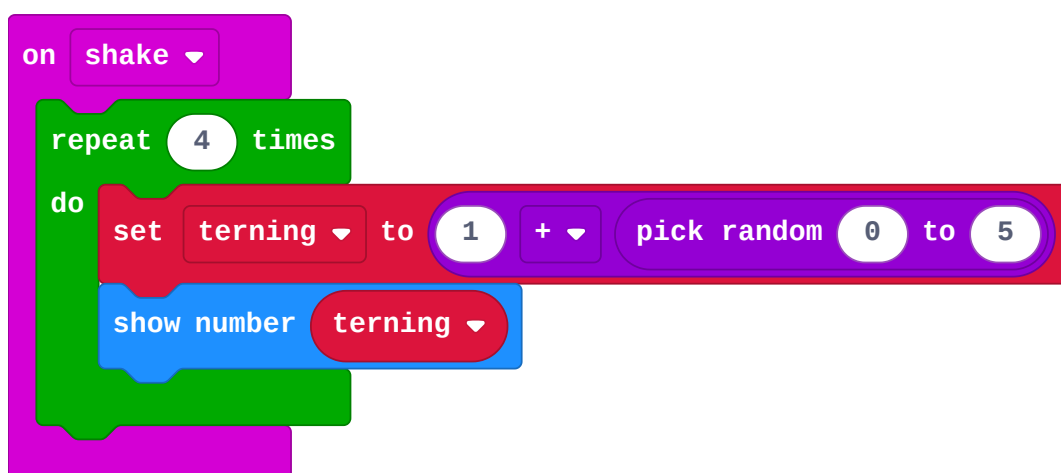 on shake
repeat 4 times
do
set terning to 1 + pick random 0 to 5
show number terning